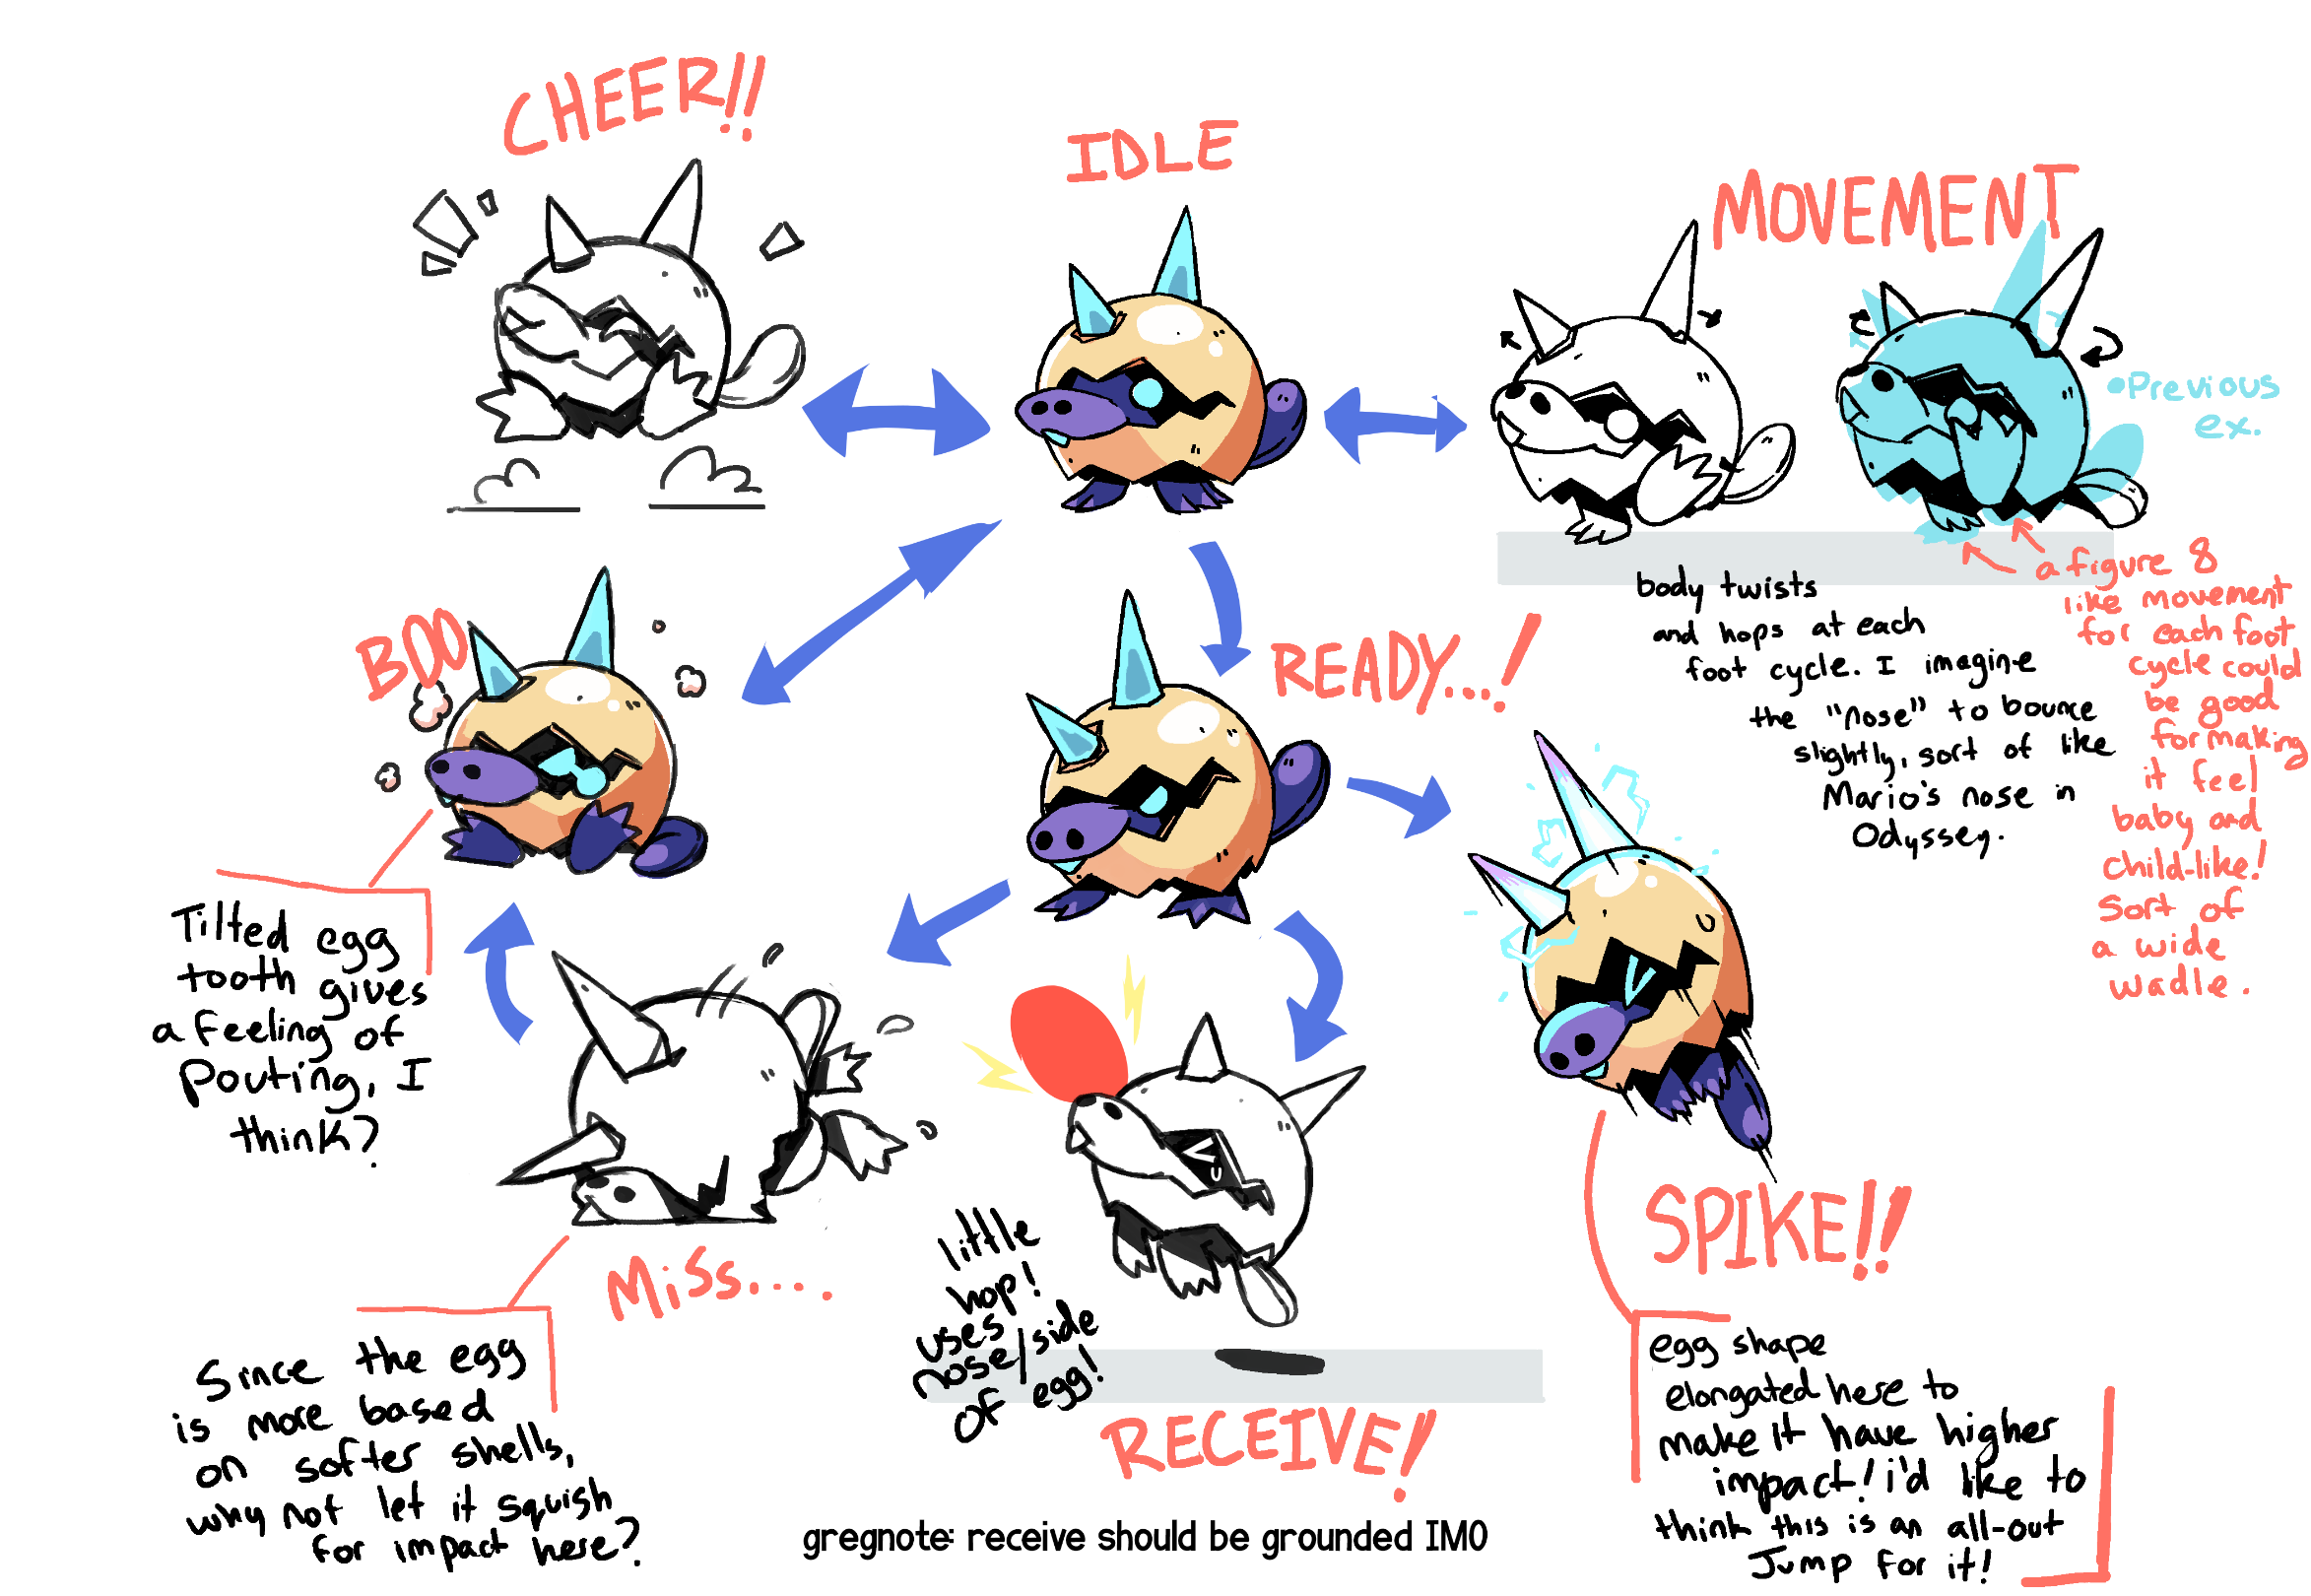 CHEER!!
IDLE
MOVEMENT
•Previous
ex.
body twists
and hops at each
foot cycle. I imagine
the "nose" to bounce
slightly, sort of like
Mario's nose in
Odyssey.
a figure 8
like movement
for each foot
cycle could
be good
for making
it feel
baby and
child-like!
Sort of
a wide
wadle.
BOO
READY...!
Tilted egg
tooth gives
a feeling of
Pouting, I
think?
Miss....
Since the egg
is more based
on softer shells,
why not let it squish
for impact here?
little
hop!
uses
nose/side
of egg!
RECEIVE!
SPIKE!!
egg shape
elongated here to
make it have higher
impact! i'd like to
think this is an all-out
Jump for it!
gregnote: receive should be grounded IMO